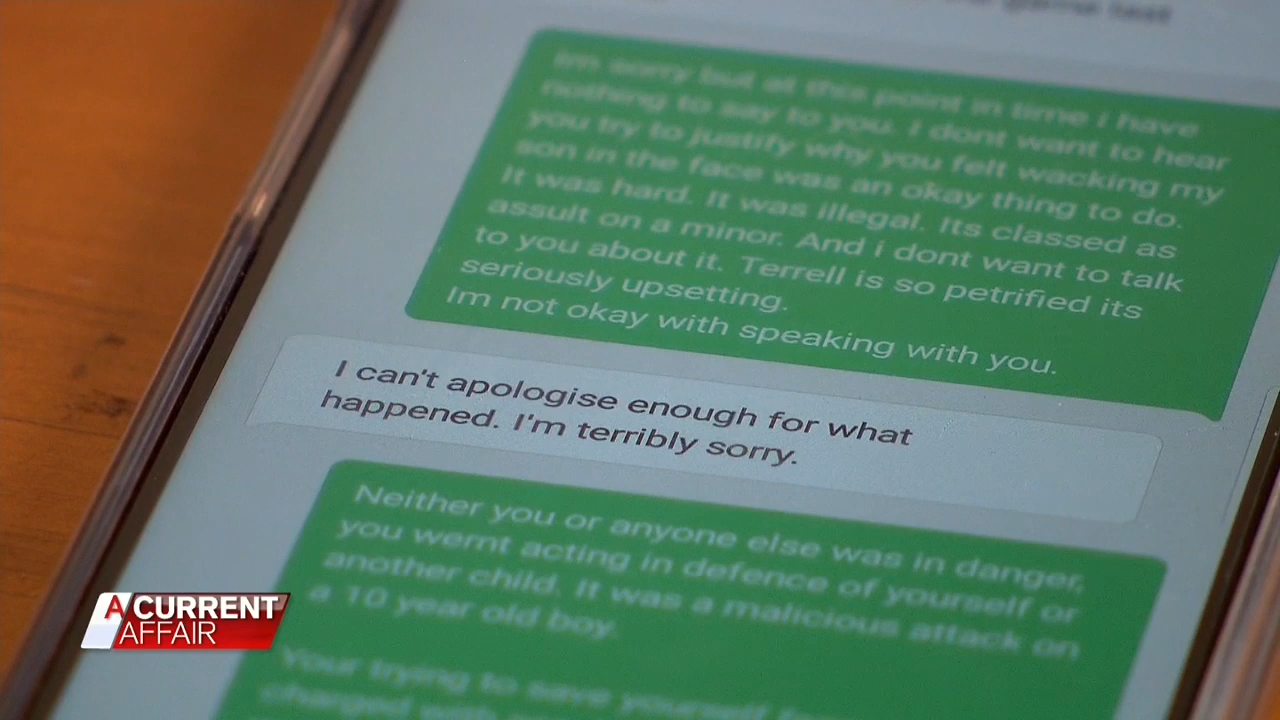 game test
Im sorry but at this point in time i have
nothing to say to you. I dont want to hear
you try to justify why you felt wacking my
son in the face was an okay thing to do.
It was hard. It was illegal. Its classed as
assult on a minor. And i dont want to talk
to you about it. Terrell is so petrified its
seriously upsetting.
Im not okay with speaking with you.
I can't apologise enough for what
happened. I'm terribly sorry.
Neither you or anyone else was in danger,
you wernt acting in defence of yourself or
another child. It was a malicious attack on
a 10 year old boy.
Your trying to save yourself
changed with
A CURRENT
AFFAIR